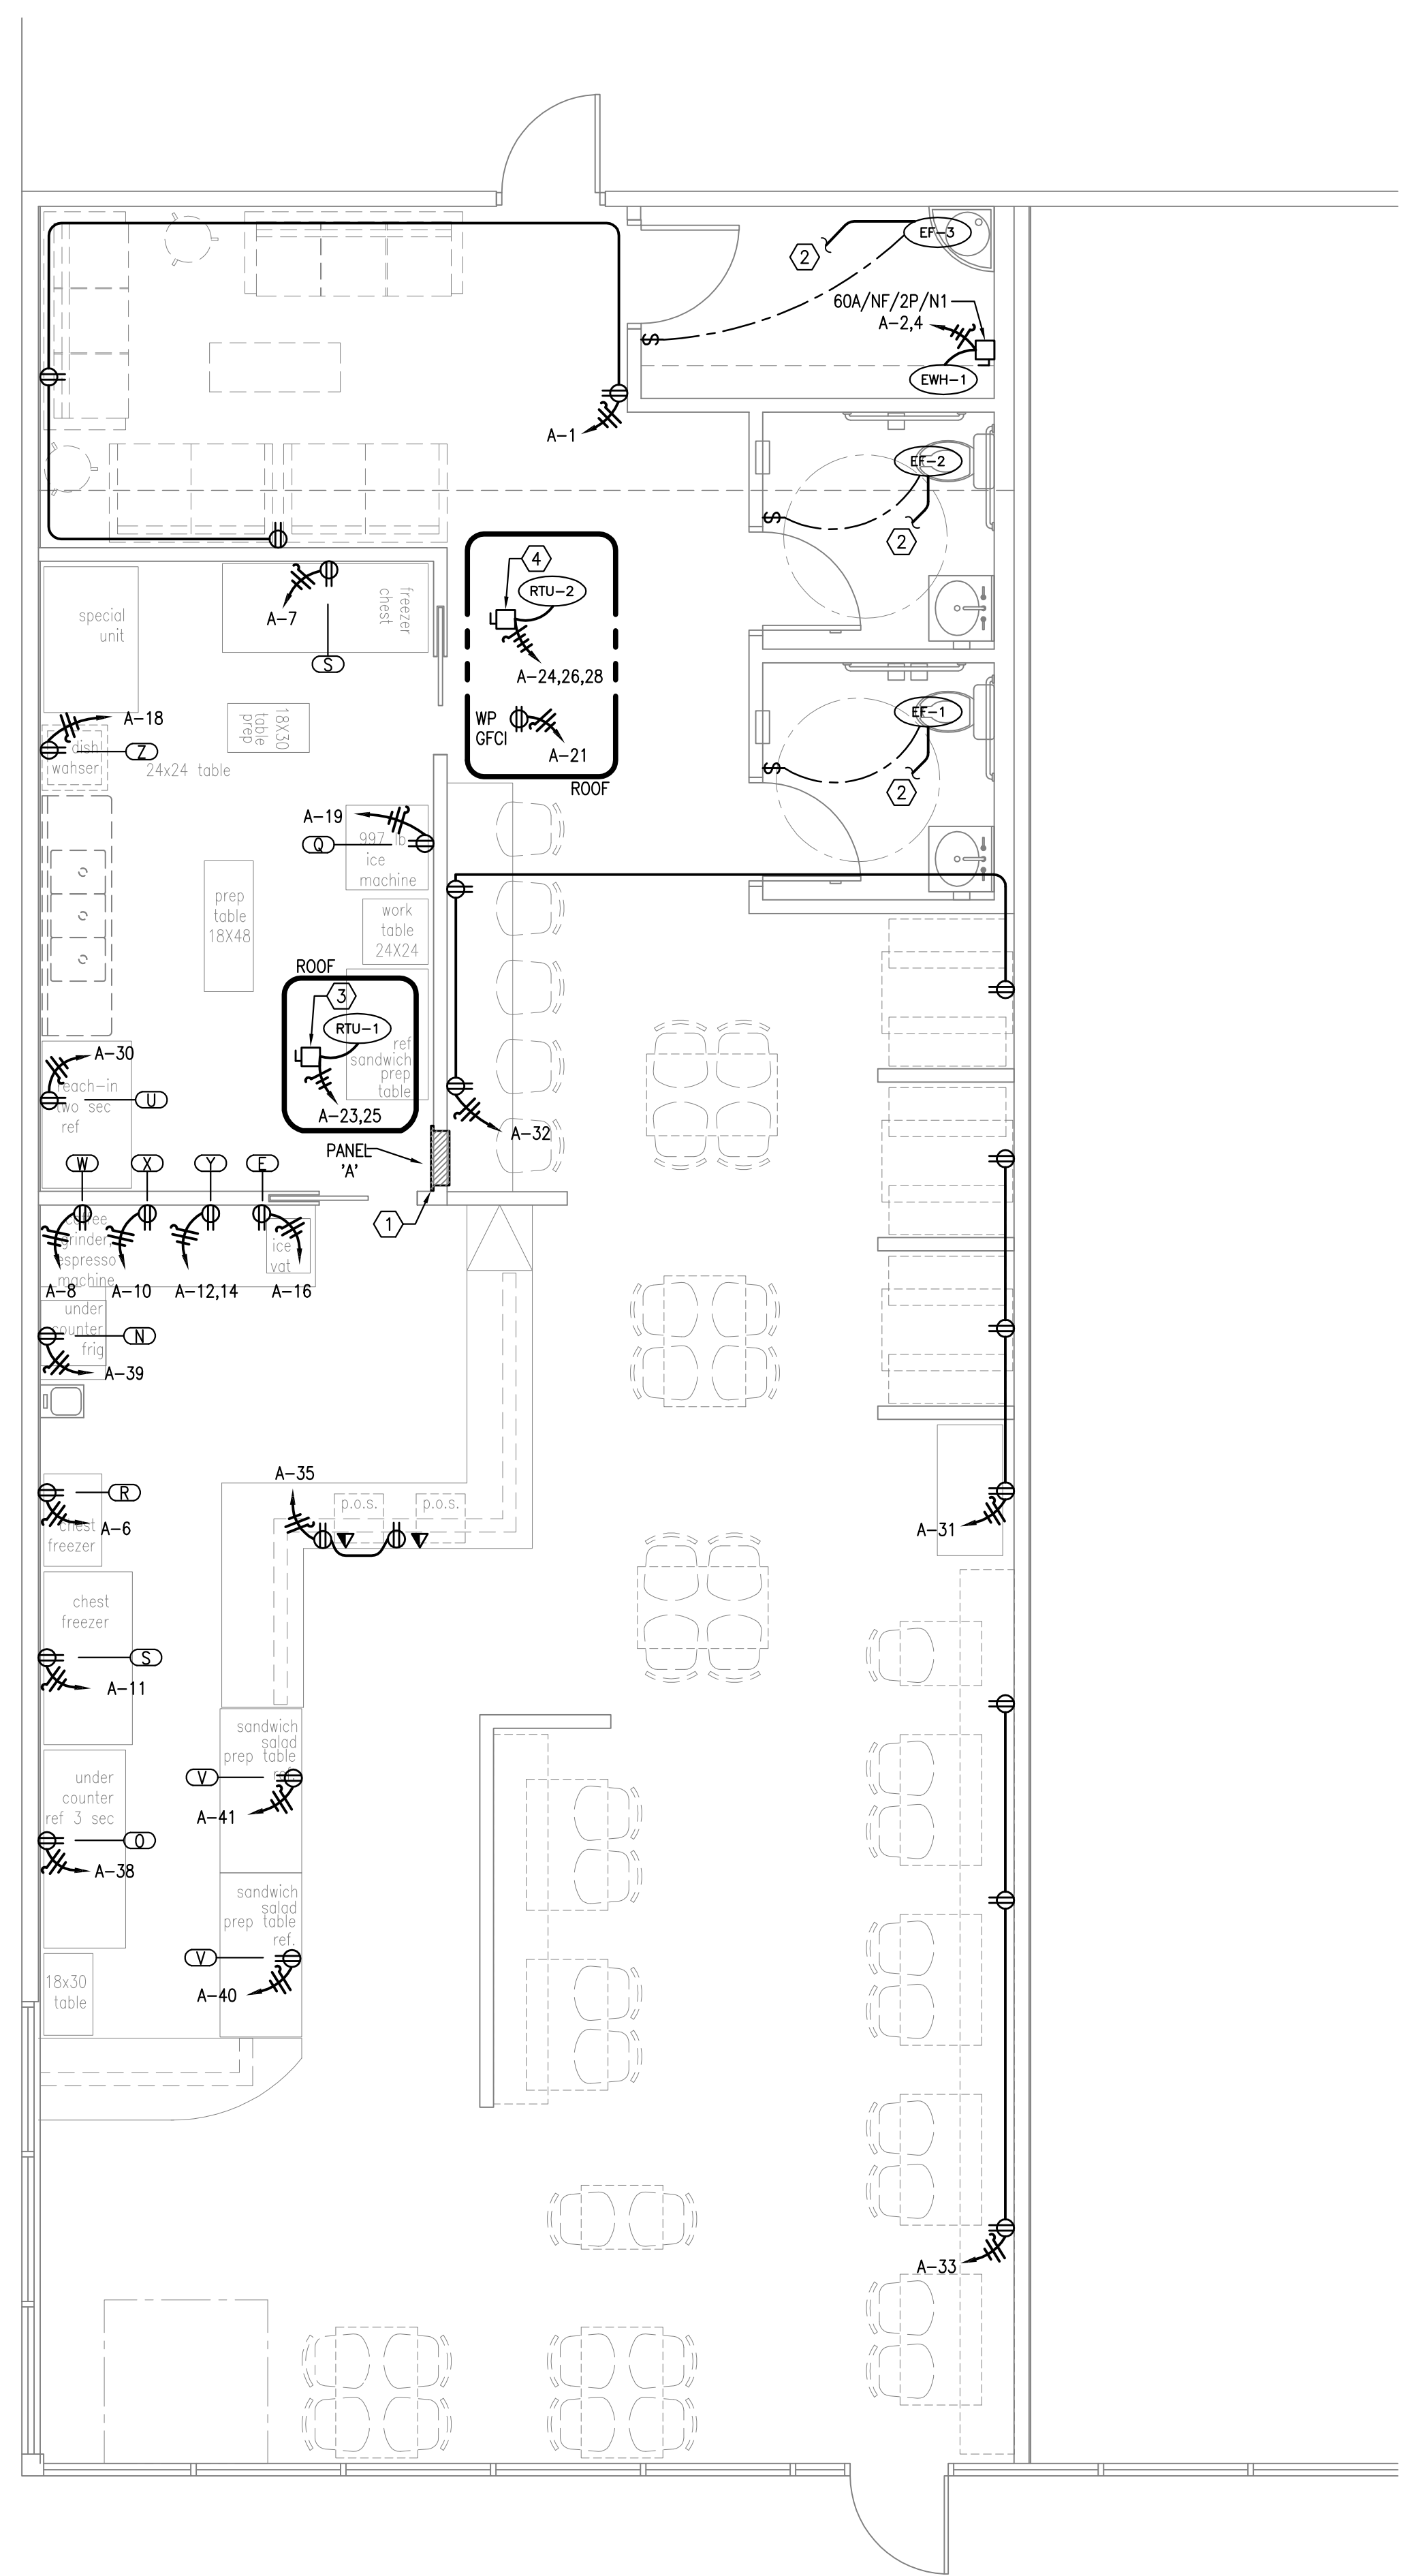 EF-3
2
60A/NF/2P/N1
A-2,4
EWH-1
A-1
EF-2
2
4
RTU-2
A-24,26,28
WP
GFCI
A-21
ROOF
special
unit
A-7
freezer
chest
S
A-18
Z
dish
wahser
24x24 table
18X30
table
prep
EF-1
2
A-19
Q
997 lb
ice
machine
work
table
24X24
prep
table
18X48
ROOF
3
RTU-1
A-23,25
ref
sandwich
prep
table
A-30
U
reach-in
two sec
ref
A-32
PANEL
'A'
1
W
X
Y
E
coffee
grinder,
espresso
machine
ice
vat
A-8
A-10
A-12,14
A-16
under
counter
frig
N
A-39
R
A-6
chest
freezer
A-35
p.o.s.
p.o.s.
A-31
chest
freezer
S
A-11
sandwich
salad
prep table
ref.
V
A-41
under
counter
ref 3 sec
O
A-38
sandwich
salad
prep table
ref.
V
A-40
18x30
table
A-33